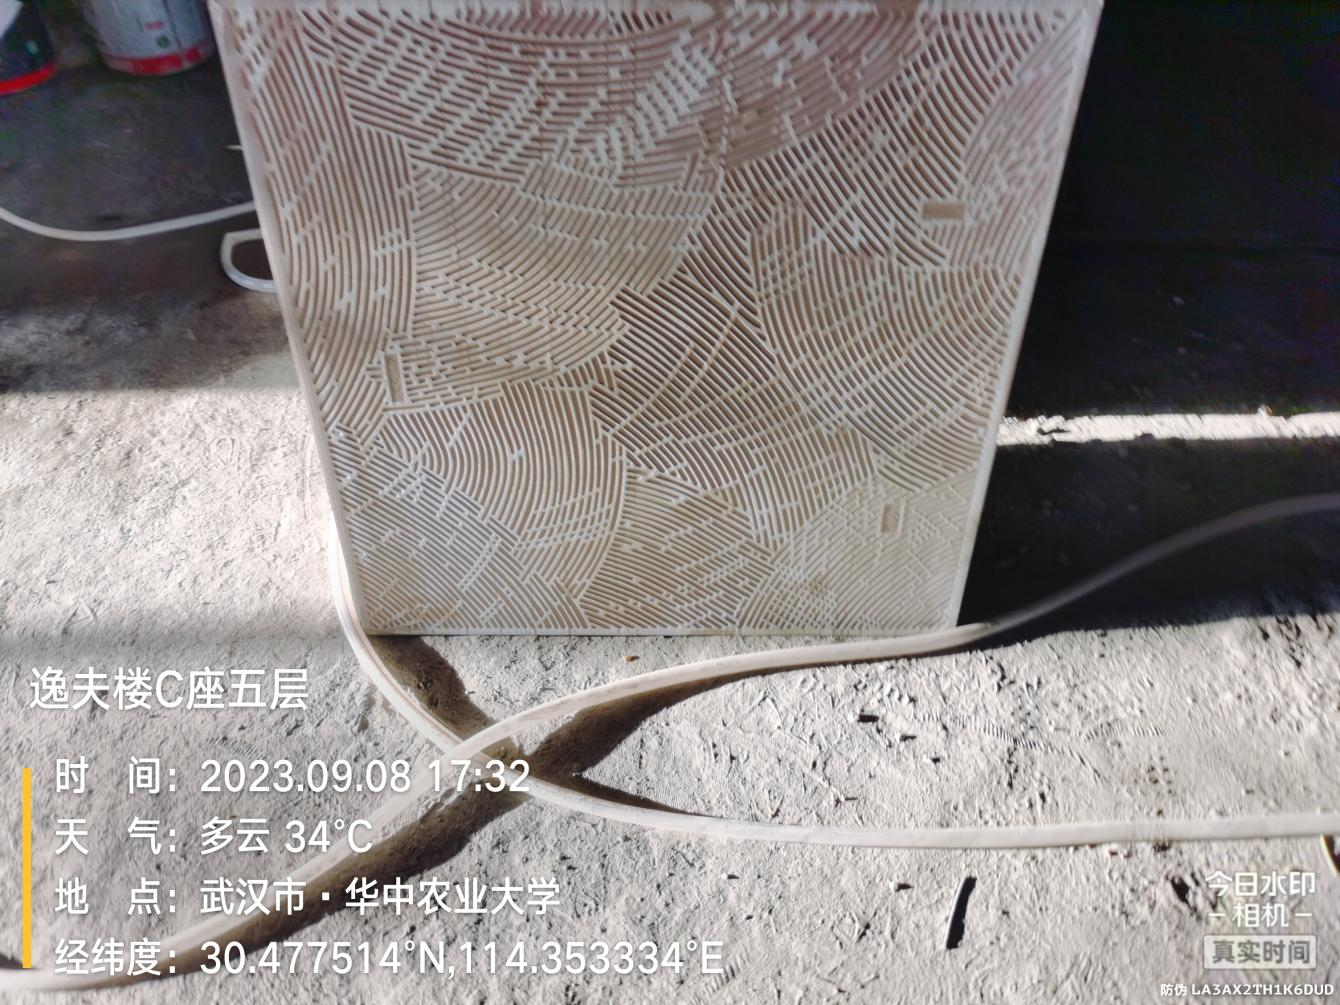 逸夫楼C座五层
时 间：2023.09.08 17:32
天 气：多云 34℃
地 点：武汉市·华中农业大学
经纬度：30.477514°N,114.353334°E
今日水印
相机
真实时间
防伪 LA3AX2TH1K6DUD